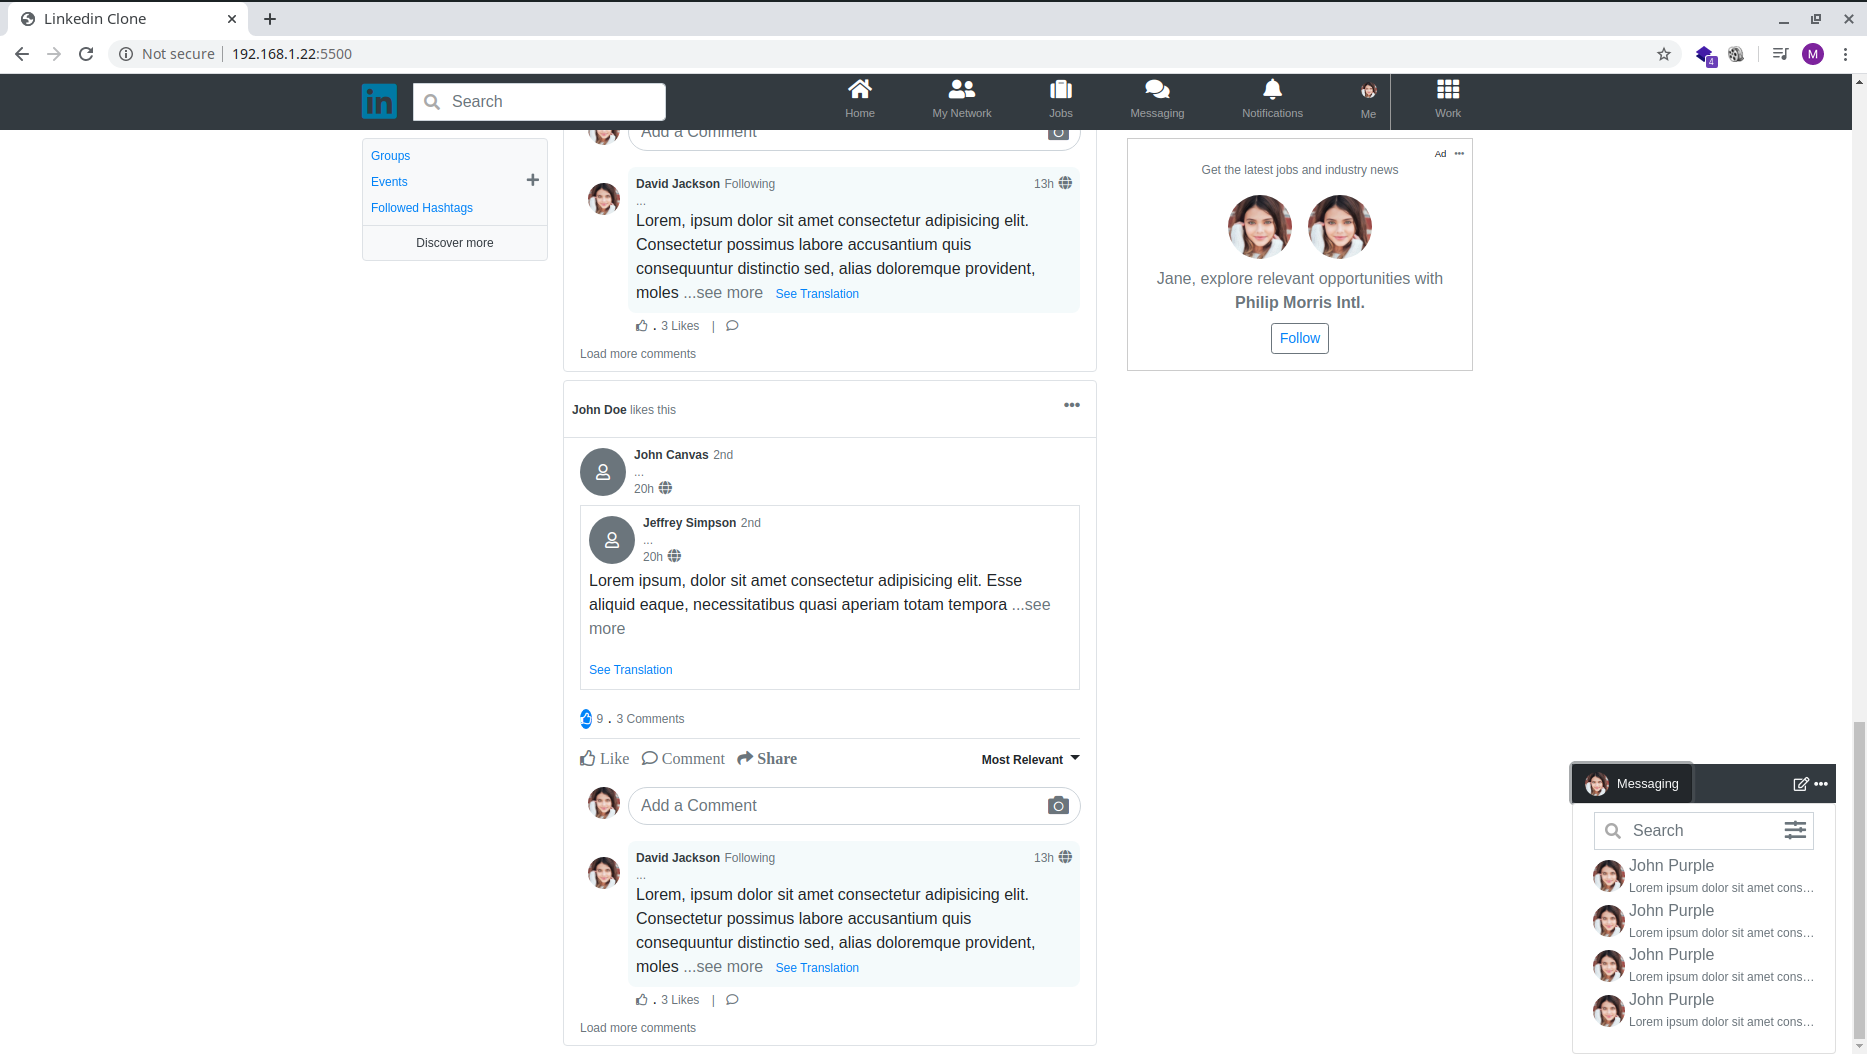 Linkedin Clone
Not secure
192.168.1.22:5500
4
M
in
Search
Home
My Network
Jobs
Messaging
Notifications
Me
Work
Groups
Events
Followed Hashtags
Discover more
Add a Comment
David Jackson Following 13h
...
Lorem, ipsum dolor sit amet consectetur adipisicing elit.
Consectetur possimus labore accusantium quis
consequuntur distinctio sed, alias doloremque provident,
moles ...see more See Translation
. 3 Likes |
Load more comments
John Doe likes this
John Canvas 2nd
...
20h
Jeffrey Simpson 2nd
...
20h
Lorem ipsum, dolor sit amet consectetur adipisicing elit. Esse
aliquid eaque, necessitatibus quasi aperiam totam tempora ...see
more
See Translation
9 . 3 Comments
Like Comment Share Most Relevant
Add a Comment
David Jackson Following 13h
...
Lorem, ipsum dolor sit amet consectetur adipisicing elit.
Consectetur possimus labore accusantium quis
consequuntur distinctio sed, alias doloremque provident,
moles ...see more See Translation
. 3 Likes |
Load more comments
Ad
Get the latest jobs and industry news
Jane, explore relevant opportunities with
Philip Morris Intl.
Follow
Messaging
Search
John Purple
Lorem ipsum dolor sit amet cons...
John Purple
Lorem ipsum dolor sit amet cons...
John Purple
Lorem ipsum dolor sit amet cons...
John Purple
Lorem ipsum dolor sit amet cons...